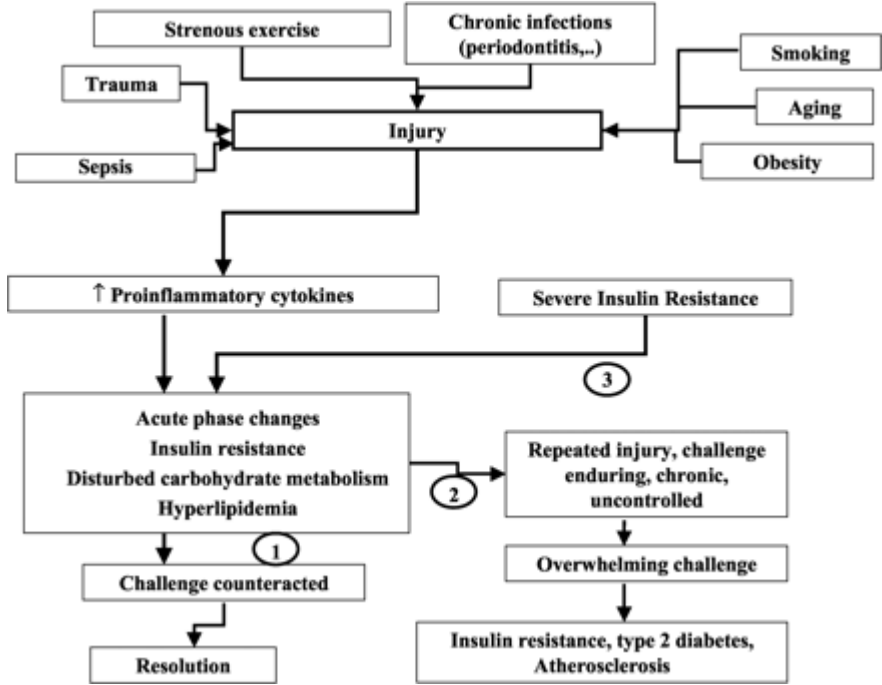 Strenous exercise
Chronic infections
(periodontitis,..)
Smoking
Trauma
Aging
Injury
Sepsis
Obesity
↑ Proinflammatory cytokines
Severe Insulin Resistance
3
Acute phase changes
Insulin resistance
Disturbed carbohydrate metabolism
Hyperlipidemia
2
Repeated injury, challenge
enduring, chronic,
uncontrolled
1
Challenge counteracted
Overwhelming challenge
Resolution
Insulin resistance, type 2 diabetes,
Atherosclerosis